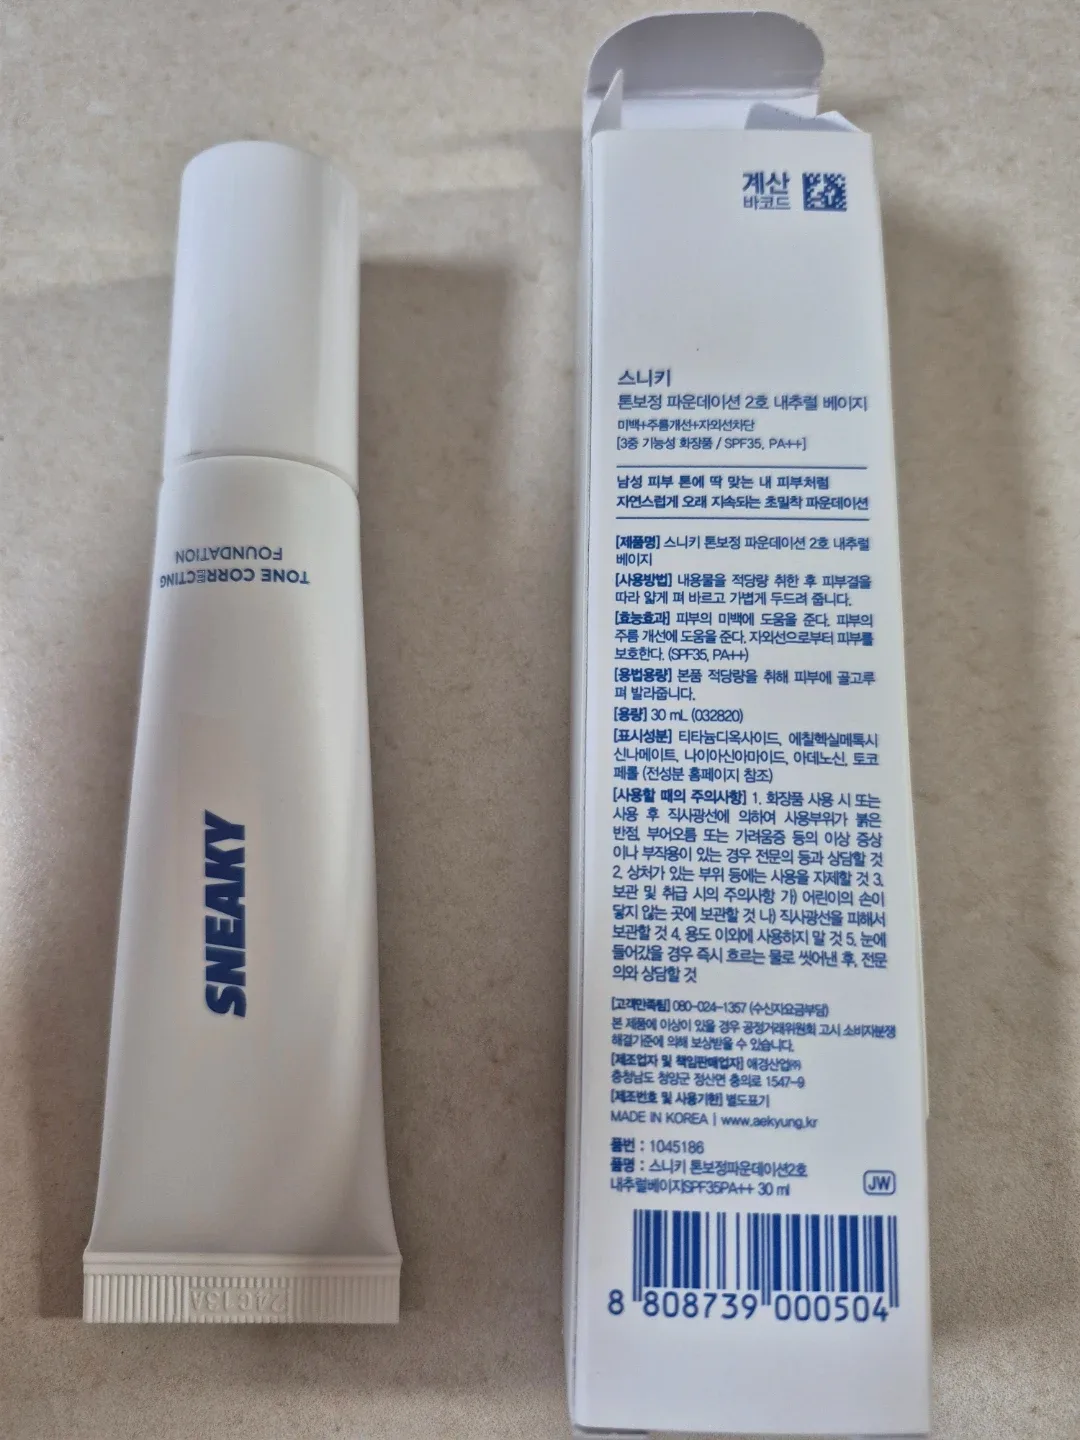 TONE CORRECTING
FOUNDATION
SNEAKY
24C13A
계산
바코드
스니키
톤보정 파운데이션 2호 내추럴 베이지
미백+주름개선+자외선차단
[3중 기능성 화장품 / SPF35, PA++]
남성 피부 톤에 딱 맞는 내 피부처럼
자연스럽게 오래 지속되는 초밀착 파운데이션
[제품명] 스니키 톤보정 파운데이션 2호 내추럴
베이지
[사용방법] 내용물을 적당량 취한 후 피부결을
따라 얇게 펴 바르고 가볍게 두드려 줍니다.
[효능효과] 피부의 미백에 도움을 준다. 피부의
주름 개선에 도움을 준다. 자외선으로부터 피부를
보호한다. (SPF35, PA++)
[용법용량] 본품 적당량을 취해 피부에 골고루
펴 발라줍니다.
[용량] 30 mL (032820)
[표시성분] 티타늄디옥사이드, 에칠헥실메톡시
신나메이트, 나이아신아마이드, 아데노신, 토코
페롤 (전성분 홈페이지 참조)
[사용할 때의 주의사항] 1. 화장품 사용 시 또는
사용 후 직사광선에 의하여 사용부위가 붉은
반점, 부어오름 또는 가려움증 등의 이상 증상
이나 부작용이 있는 경우 전문의 등과 상담할 것
2. 상처가 있는 부위 등에는 사용을 자제할 것 3.
보관 및 취급 시의 주의사항 가) 어린이의 손이
닿지 않는 곳에 보관할 것 나) 직사광선을 피해서
보관할 것 4. 용도 이외에 사용하지 말 것 5. 눈에
들어갔을 경우 즉시 흐르는 물로 씻어낸 후, 전문
의와 상담할 것
[고객만족팀] 080-024-1357 (수신자요금부담)
본 제품에 이상이 있을 경우 공정거래위원회 고시 소비자분쟁
해결기준에 의해 보상받을 수 있습니다.
[제조업자 및 책임판매업자] 애경산업㈜
충청남도 청양군 정산면 충의로 1547-9
[제조번호 및 사용기한] 별도표기
MADE IN KOREA | www.aekyung.kr
품번 : 1045186
품명 : 스니키 톤보정파운데이션2호
내추럴베이지SPF35PA++ 30 ml
JW
8 808739 000504